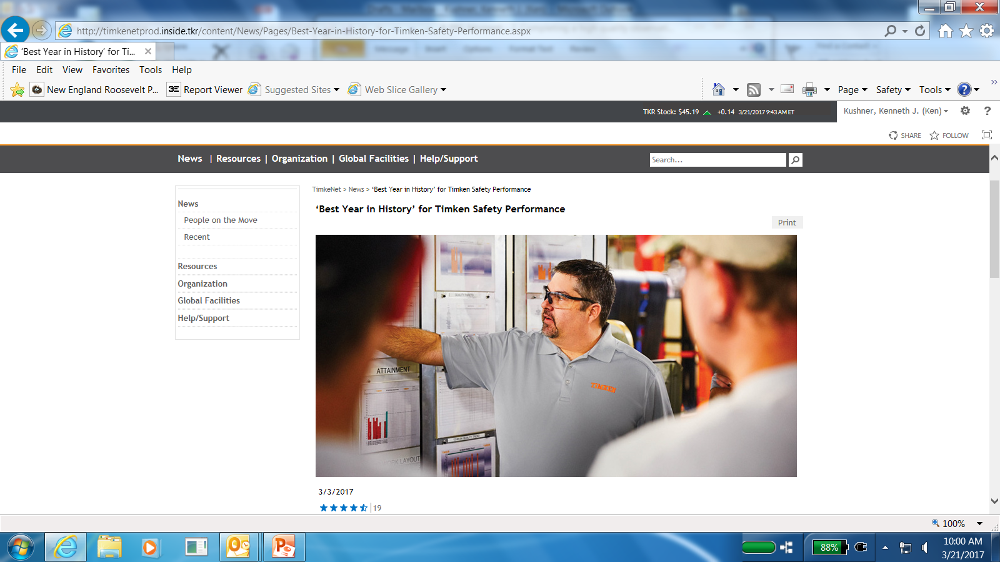 http://timkenetprod.inside.tkr/content/News/Pages/Best-Year-in-History-for-Timken-Safety-Performance.aspx
‘Best Year in History’ for Ti...
File Edit View Favorites Tools Help
New England Roosevelt P... 3E Report Viewer Suggested Sites Web Slice Gallery Page Safety Tools
TKR Stock: $45.19 +0.14 3/21/2017 9:43 AM ET Kushner, Kenneth J. (Ken)
SHARE FOLLOW
News | Resources | Organization | Global Facilities | Help/Support Search...
TimkeNet > News > ‘Best Year in History’ for Timken Safety Performance
‘Best Year in History’ for Timken Safety Performance
Print
News
People on the Move
Recent
Resources
Organization
Global Facilities
Help/Support
ATTAINMENT
TIMKEN
WORK LAYOUT
3/3/2017
19
100%
88%
10:00 AM
3/21/2017